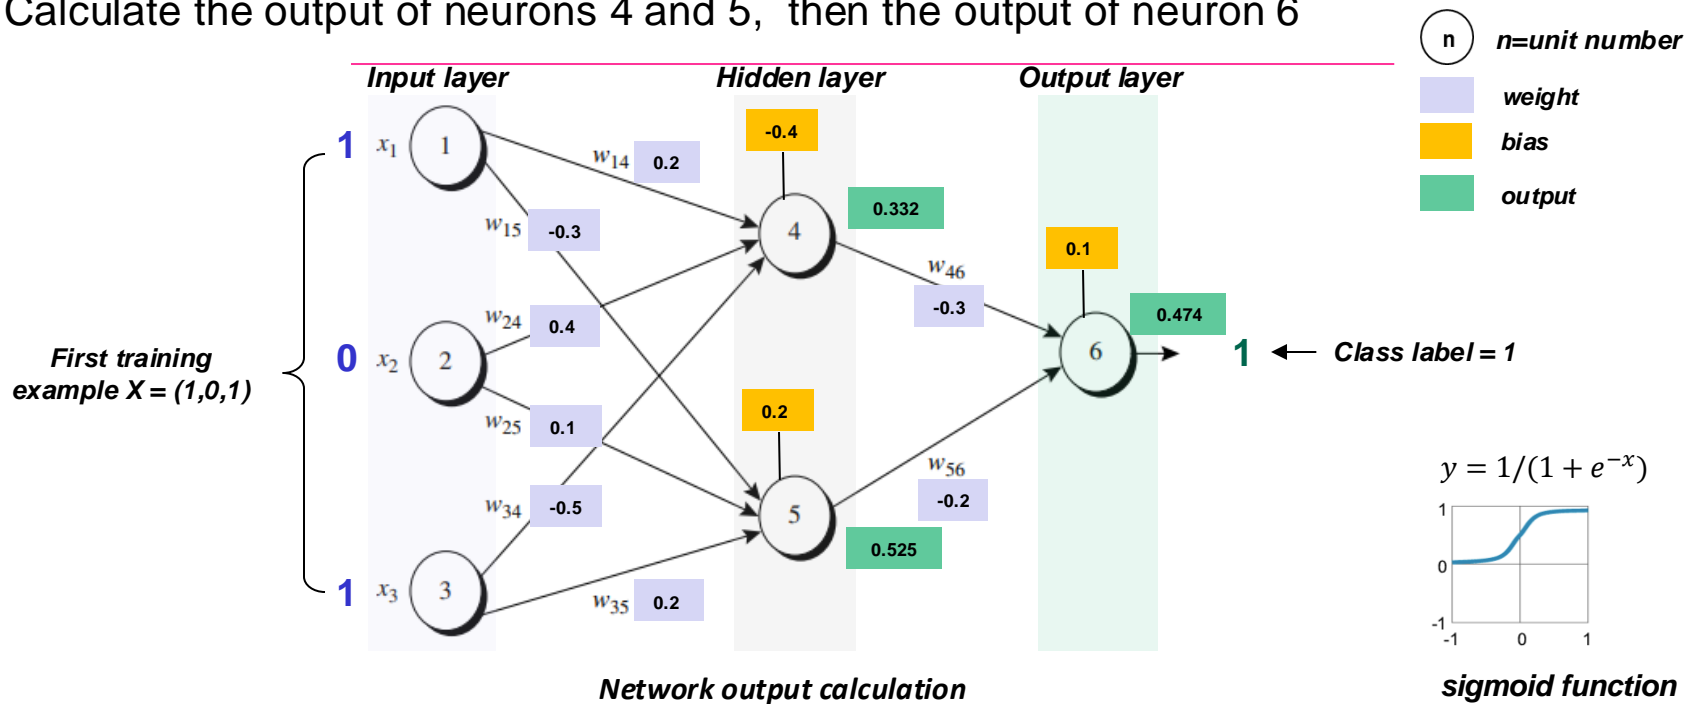 Calculate the output of neurons 4 and 5, then the output of neuron 6
n n=unit number
Input layer Hidden layer Output layer
weight
-0.4 bias
1 x1 1
w14 0.2
output
0.332
w15 -0.3
4
0.1
w46
-0.3
0.474
w24 0.4
First training
example X = (1,0,1)
0 x2 2
6 1 Class label = 1
0.2
w25 0.1
w56
-0.2
y = 1/(1 + e−x)
w34 -0.5
5
0.525
1
0
-1
-1 0 1
1 x3 3
w35 0.2
Network output calculation
sigmoid function